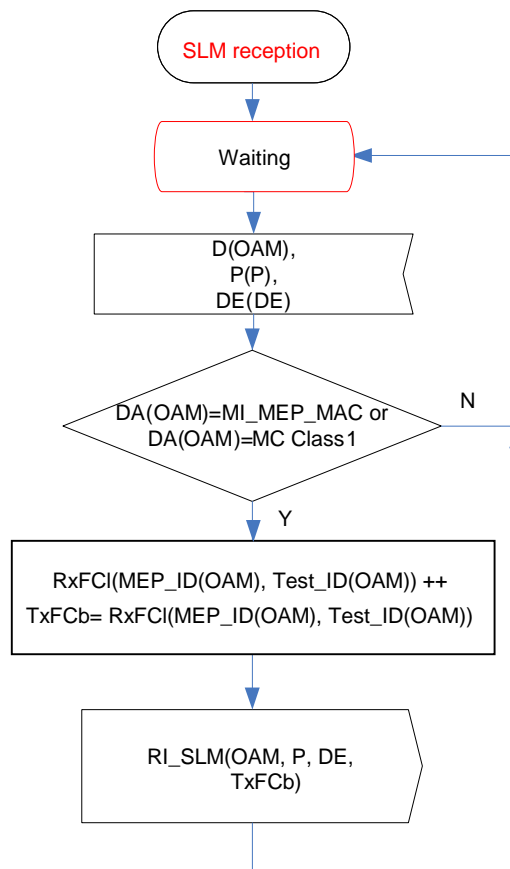 SLM reception
Waiting
D(OAM),
P(P),
DE(DE)
DA(OAM)=MI_MEP_MAC or
DA(OAM)=MC Class1
N
Y
RxFCl(MEP_ID(OAM), Test_ID(OAM)) ++
TxFCb= RxFCl(MEP_ID(OAM), Test_ID(OAM))
RI_SLM(OAM, P, DE,
TxFCb)